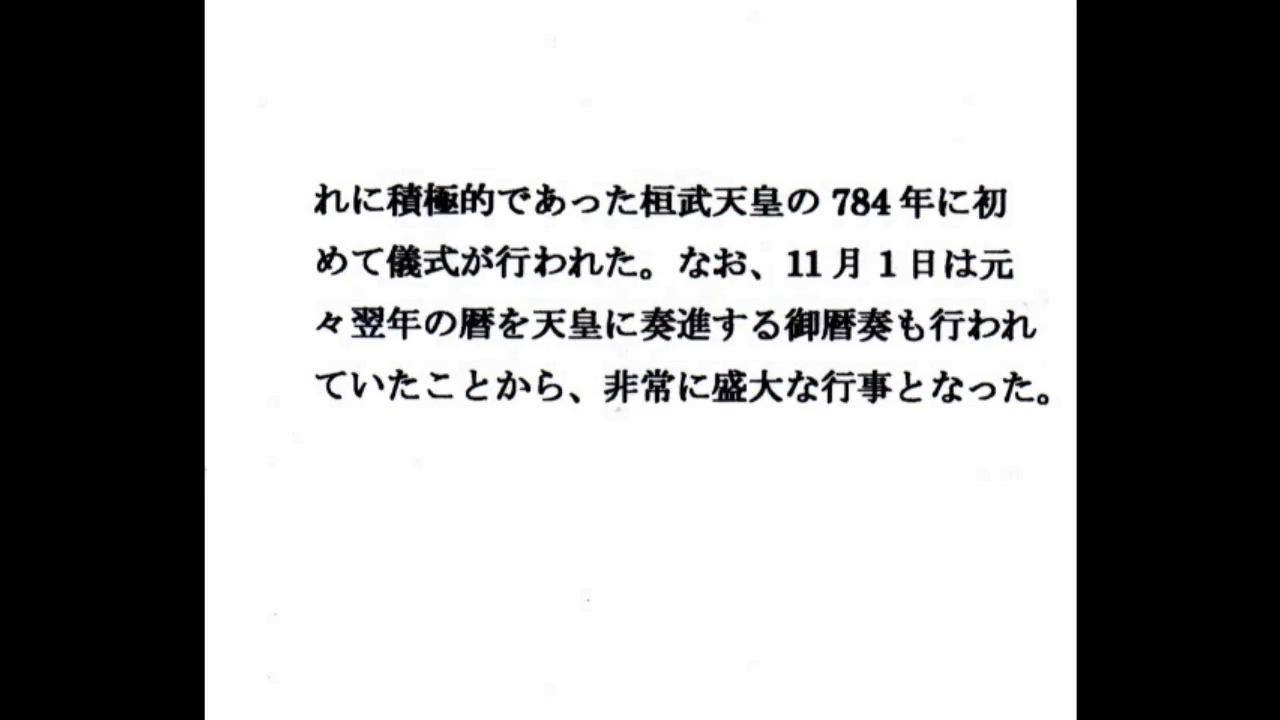 れに積極的であった桓武天皇の 784 年に初
めて儀式が行われた。なお、11 月 1 日は元
々翌年の暦を天皇に奏進する御暦奏も行われ
ていたことから、非常に盛大な行事となった。